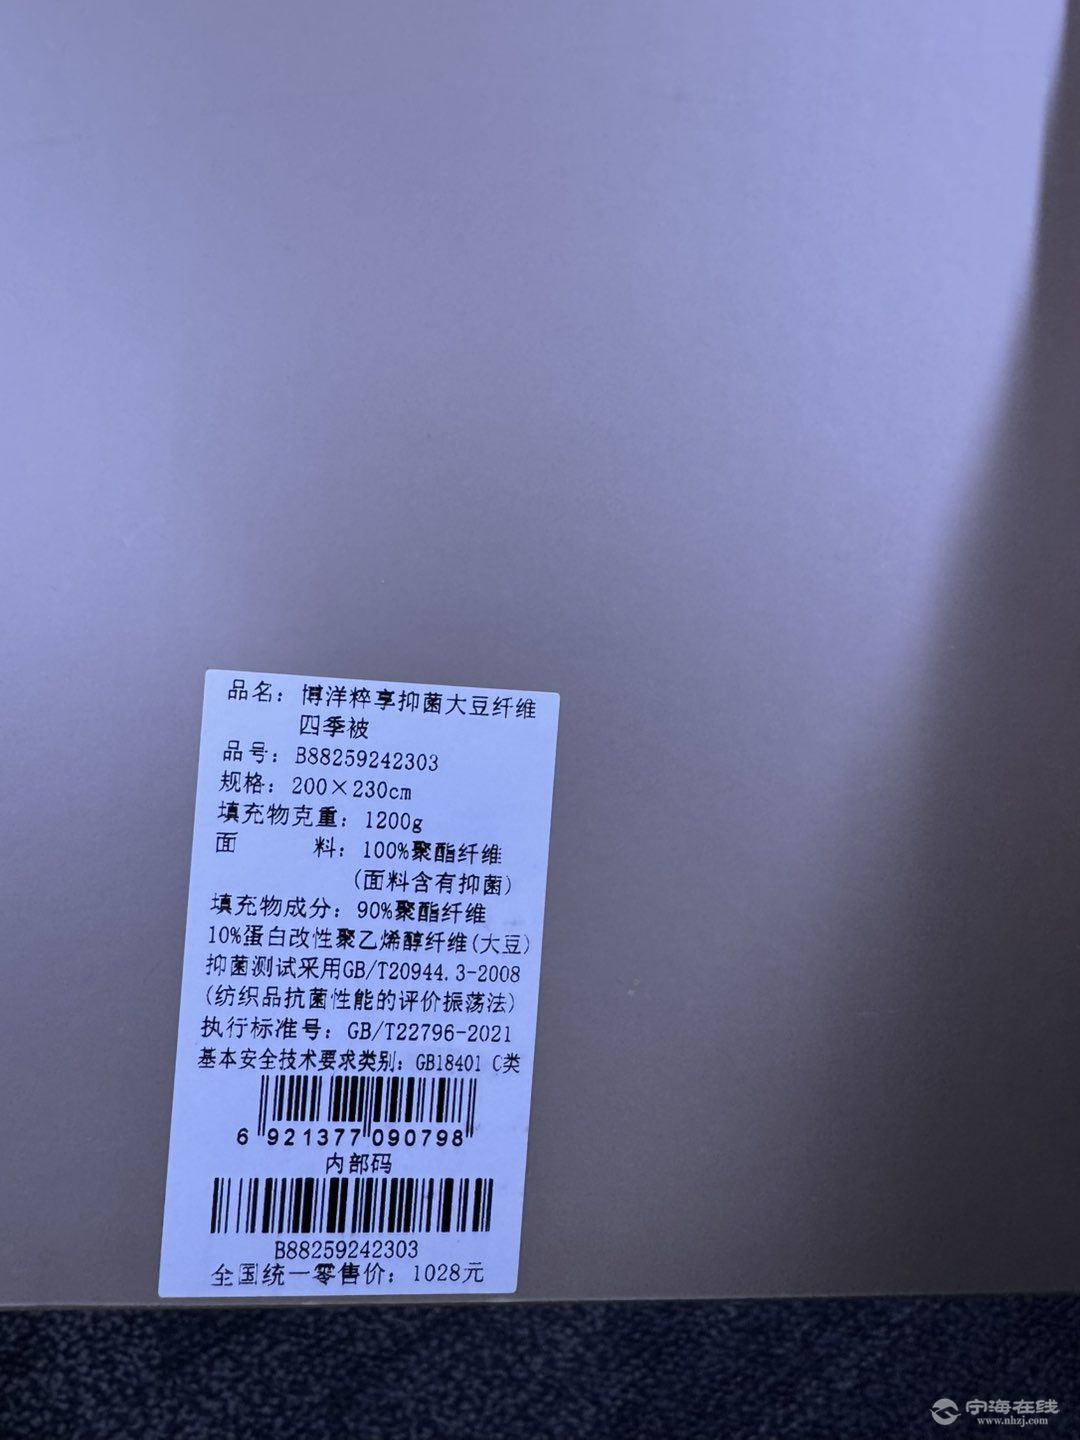 品名：博洋粹享抑菌大豆纤维
四季被
品号：B88259242303
规格：200×230cm
填充物克重：1200g
面 料：100%聚酯纤维
(面料含有抑菌)
填充物成分：90%聚酯纤维
10%蛋白改性聚乙烯醇纤维(大豆)
抑菌测试采用GB/T20944.3-2008
(纺织品抗菌性能的评价振荡法)
执行标准号：GB/T22796-2021
基本安全技术要求类别：GB18401 C类
6 921377 090798
内部码
B88259242303
全国统一零售价：1028元
宁海在线
www.nhzj.com